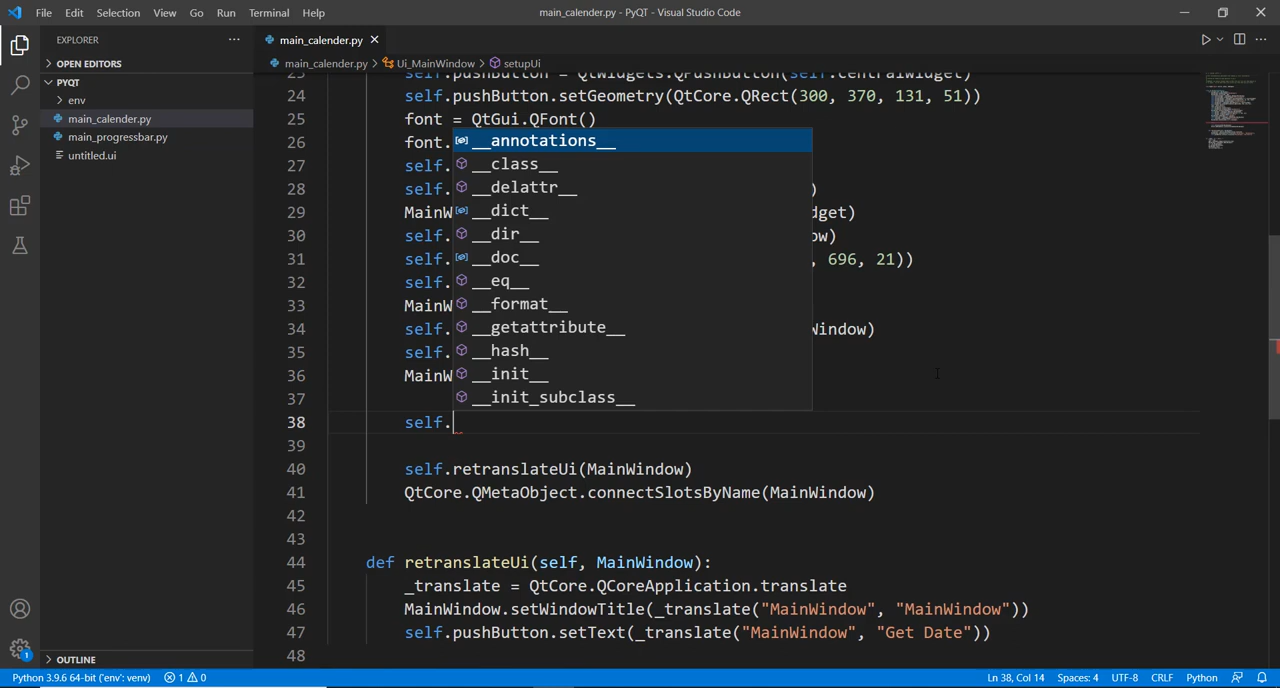 File Edit Selection View Go Run Terminal Help
main_calender.py - PyQT - Visual Studio Code
EXPLORER
main_calender.py
OPEN EDITORS
main_calender.py > Ui_MainWindow > setupUi
PYQT
env
main_calender.py
main_progressbar.py
untitled.ui
24 self.pushButton.setGeometry(QtCore.QRect(300, 370, 131, 51))
25 font = QtGui.QFont()
26 font.
27 self.
28 self. )
29 MainW dget)
30 self. ow)
31 self. , 696, 21))
32 self.
33 MainW
34 self. Window)
35 self.
36 MainW
37
38 self.
39
40 self.retranslateUi(MainWindow)
41 QtCore.QMetaObject.connectSlotsByName(MainWindow)
42
43
44 def retranslateUi(self, MainWindow):
45 _translate = QtCore.QCoreApplication.translate
46 MainWindow.setWindowTitle(_translate("MainWindow", "MainWindow"))
47 self.pushButton.setText(_translate("MainWindow", "Get Date"))
48
__annotations__
__class__
__delattr__
__dict__
__dir__
__doc__
__eq__
__format__
__getattribute__
__hash__
__init__
__init_subclass__
OUTLINE
1
Python 3.9.6 64-bit ('env': venv) 1 0
Ln 38, Col 14 Spaces: 4 UTF-8 CRLF Python